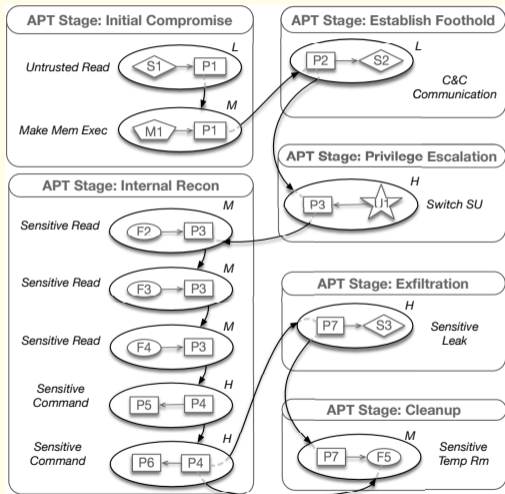 APT Stage: Initial Compromise
L
Untrusted Read
S1
P1
M
Make Mem Exec
M1
P1
APT Stage: Establish Foothold
L
P2
S2
C&C
Communication
APT Stage: Privilege Escalation
H
P3
U1
Switch SU
APT Stage: Internal Recon
M
Sensitive Read
F2
P3
M
Sensitive Read
F3
P3
M
Sensitive Read
F4
P3
H
Sensitive
Command
P5
P4
H
Sensitive
Command
P6
P4
APT Stage: Exfiltration
H
P7
S3
Sensitive
Leak
APT Stage: Cleanup
M
P7
F5
Sensitive
Temp Rm